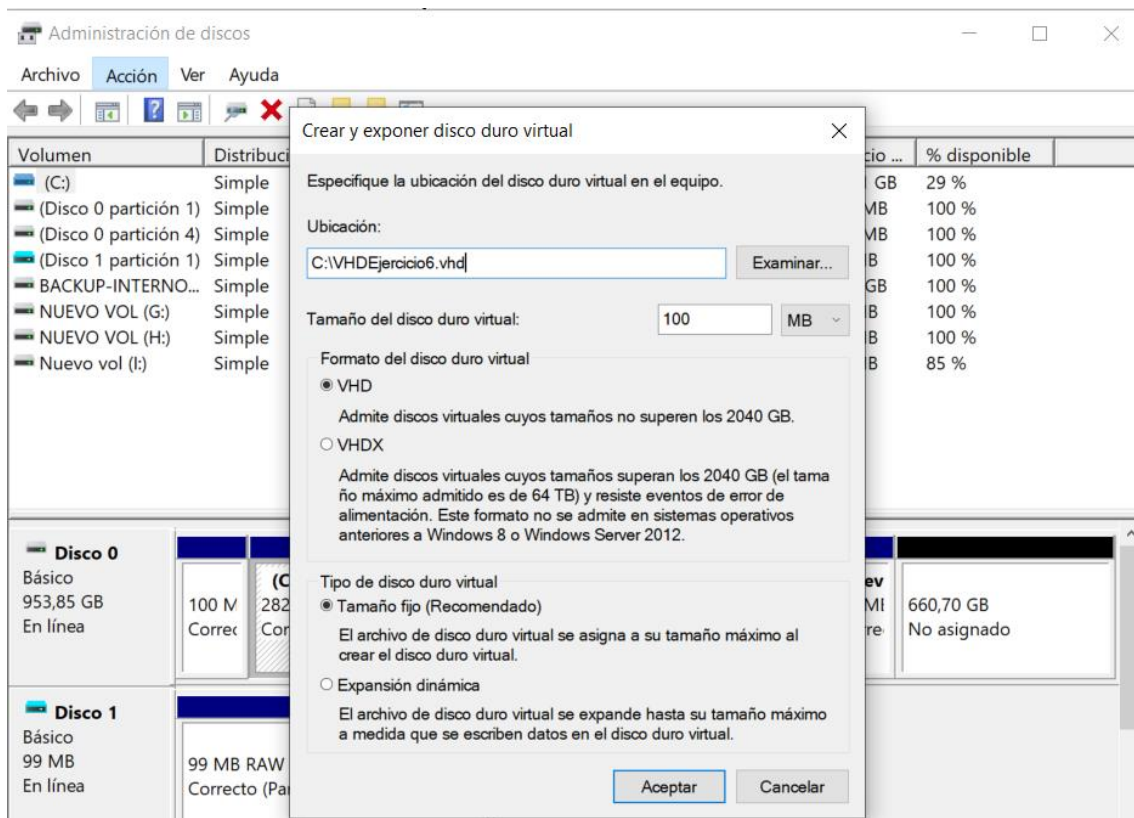 Administración de discos
Archivo Acción Ver Ayuda
Crear y exponer disco duro virtual
Volumen Distribuci cio ... % disponible
(C:) Simple GB 29 %
(Disco 0 partición 1) Simple MB 100 %
(Disco 0 partición 4) Simple MB 100 %
(Disco 1 partición 1) Simple IB 100 %
BACKUP-INTERNO... Simple GB 100 %
NUEVO VOL (G:) Simple IB 100 %
NUEVO VOL (H:) Simple IB 100 %
Nuevo vol (I:) Simple IB 85 %
Especifique la ubicación del disco duro virtual en el equipo.
Ubicación:
C:\VHDEjercicio6.vhd Examinar...
Tamaño del disco duro virtual: 100 MB
Formato del disco duro virtual
VHD
Admite discos virtuales cuyos tamaños no superen los 2040 GB.
VHDX
Admite discos virtuales cuyos tamaños superan los 2040 GB (el tama
ño máximo admitido es de 64 TB) y resiste eventos de error de
alimentación. Este formato no se admite en sistemas operativos
anteriores a Windows 8 o Windows Server 2012.
Tipo de disco duro virtual
Tamaño fijo (Recomendado)
El archivo de disco duro virtual se asigna a su tamaño máximo al
crear el disco duro virtual.
Expansión dinámica
El archivo de disco duro virtual se expande hasta su tamaño máximo
a medida que se escriben datos en el disco duro virtual.
Aceptar Cancelar
Disco 0
Básico
953,85 GB
En línea
100 M
Correc
(C
282
Cor
ev
re
660,70 GB
No asignado
Disco 1
Básico
99 MB
En línea
99 MB RAW
Correcto (Pa